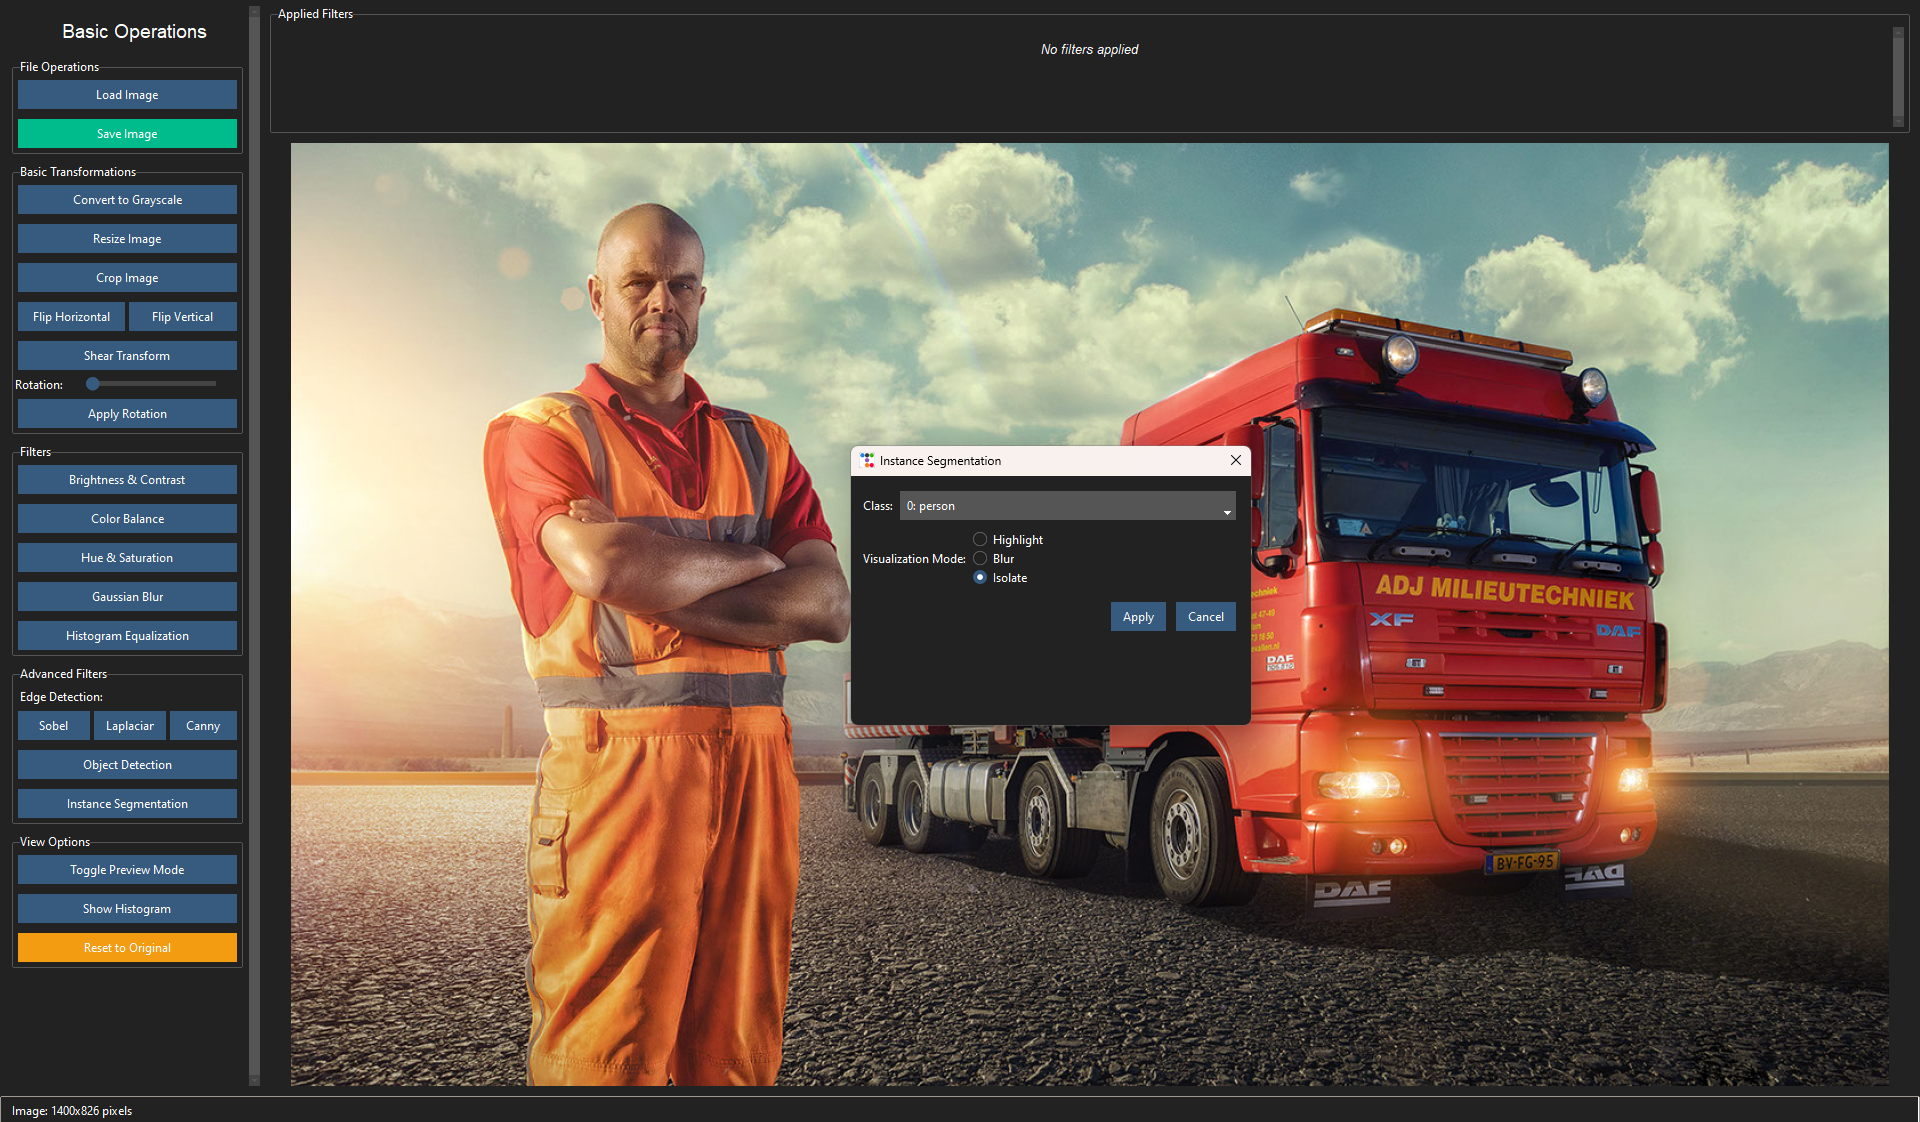 Basic Operations
File Operations
Load Image
Save Image
Basic Transformations
Convert to Grayscale
Resize Image
Crop Image
Flip Horizontal
Flip Vertical
Shear Transform
Rotation:
Apply Rotation
Filters
Brightness & Contrast
Color Balance
Hue & Saturation
Gaussian Blur
Histogram Equalization
Advanced Filters
Edge Detection:
Sobel
Laplacian
Canny
Object Detection
Instance Segmentation
View Options
Toggle Preview Mode
Show Histogram
Reset to Original
Applied Filters
No filters applied
Instance Segmentation
Class:
0: person
Visualization Mode:
Highlight
Blur
Isolate
Apply
Cancel
ADJ MILIEUTECHNIEK
XF
DAF
47-49
DAF
BV-FG-95
DAF
DAF
Image: 1400x826 pixels